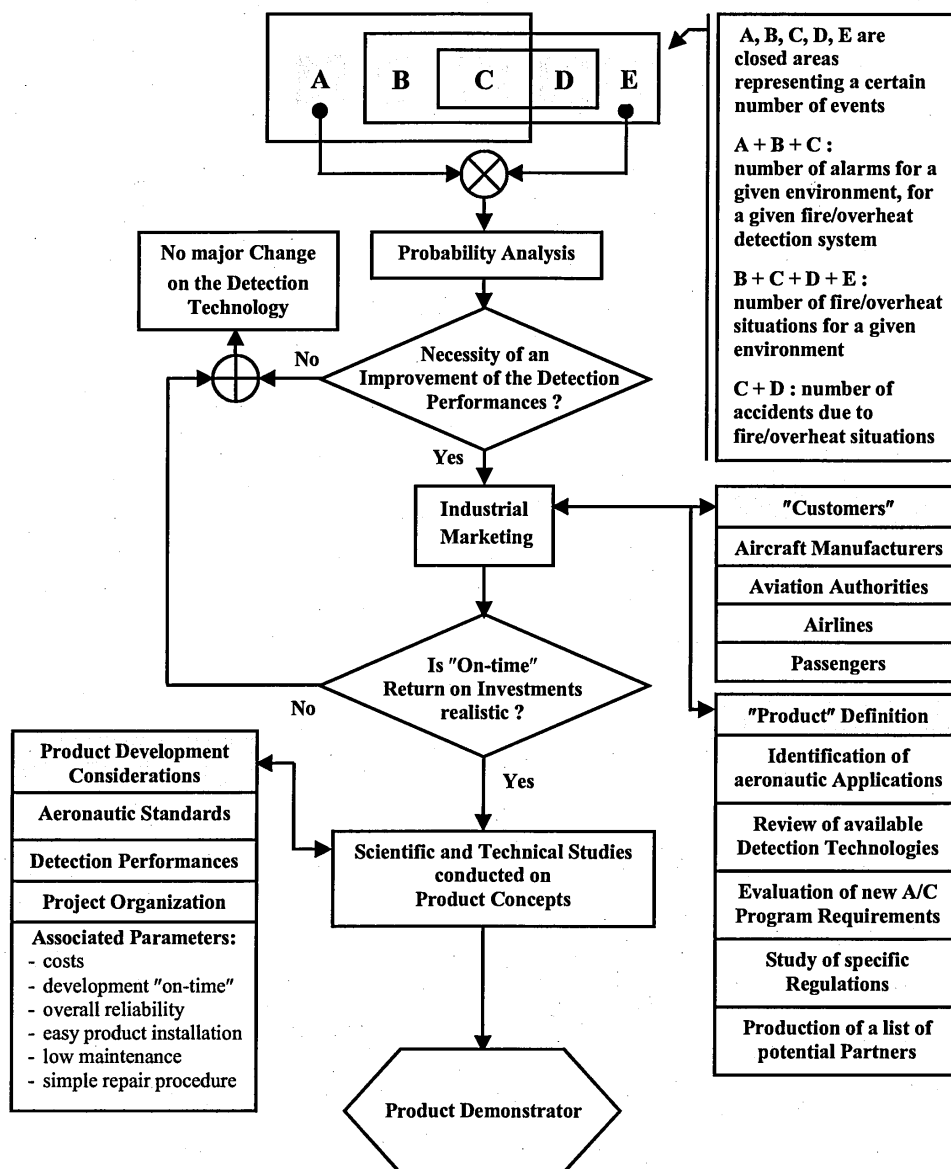 A B C D E
A, B, C, D, E are
closed areas
representing a certain
number of events
A + B + C :
number of alarms for a
given environment, for
a given fire/overheat
detection system
B + C + D + E :
number of fire/overheat
situations for a given
environment
C + D : number of
accidents due to
fire/overheat situations
Probability Analysis
No major Change
on the Detection
Technology
Necessity of an
Improvement of the Detection
Performances ?
No
Yes
Industrial
Marketing
"Customers"
Aircraft Manufacturers
Aviation Authorities
Airlines
Passengers
Is "On-time"
Return on Investments
realistic ?
No
Yes
"Product" Definition
Identification of
aeronautic Applications
Review of available
Detection Technologies
Evaluation of new A/C
Program Requirements
Study of specific
Regulations
Production of a list of
potential Partners
Product Development
Considerations
Aeronautic Standards
Detection Performances
Project Organization
Associated Parameters:
- costs
- development "on-time"
- overall reliability
- easy product installation
- low maintenance
- simple repair procedure
Scientific and Technical Studies
conducted on
Product Concepts
Product Demonstrator